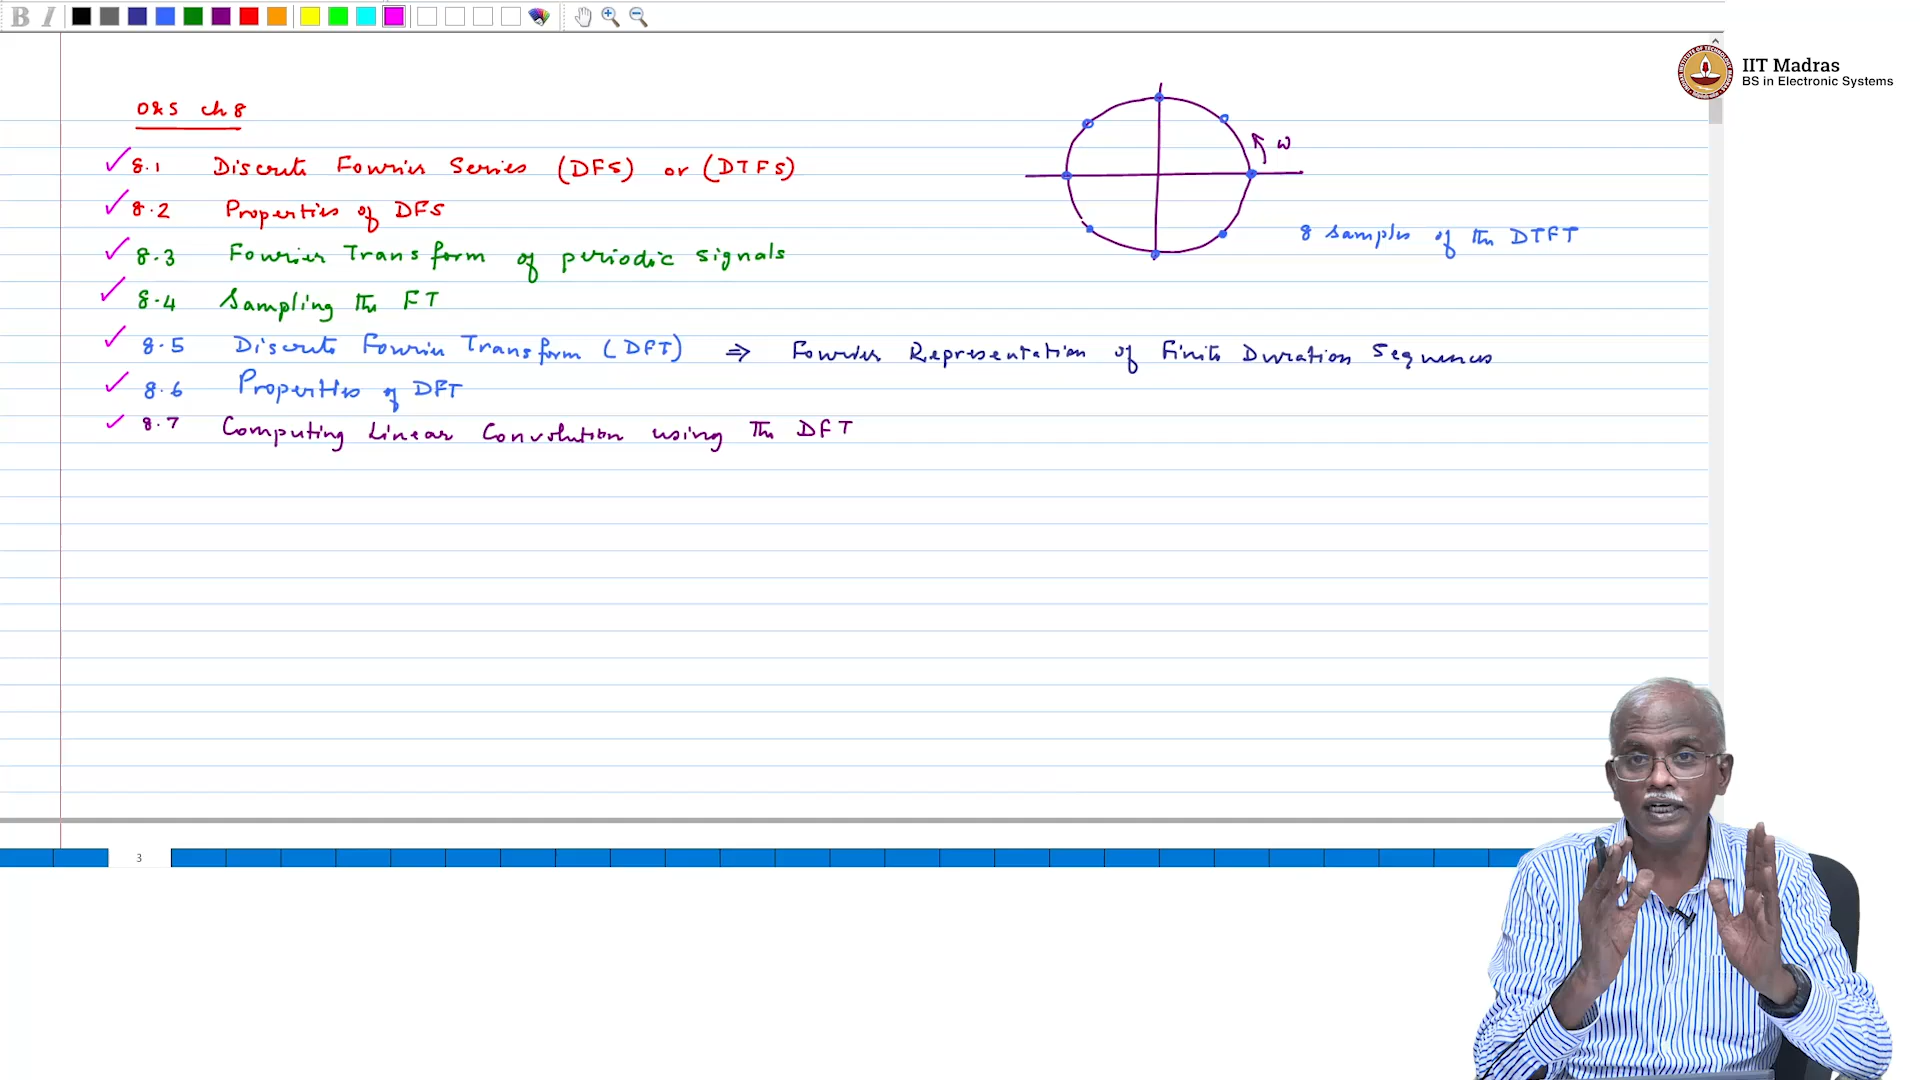 B I
IIT Madras
BS in Electronic Systems
O&S ch 8
8.1 Discrete Fourier Series (DFS) or (DTFS)
8.2 Properties of DFS
8.3 Fourier Transform of periodic signals
8.4 Sampling the FT
8.5 Discrete Fourier Transform (DFT) ⇒ Fourier Representation of Finite Duration Sequences
8.6 Properties of DFT
8.7 Computing Linear Convolution using the DFT
ω
8 samples of the DTFT
3